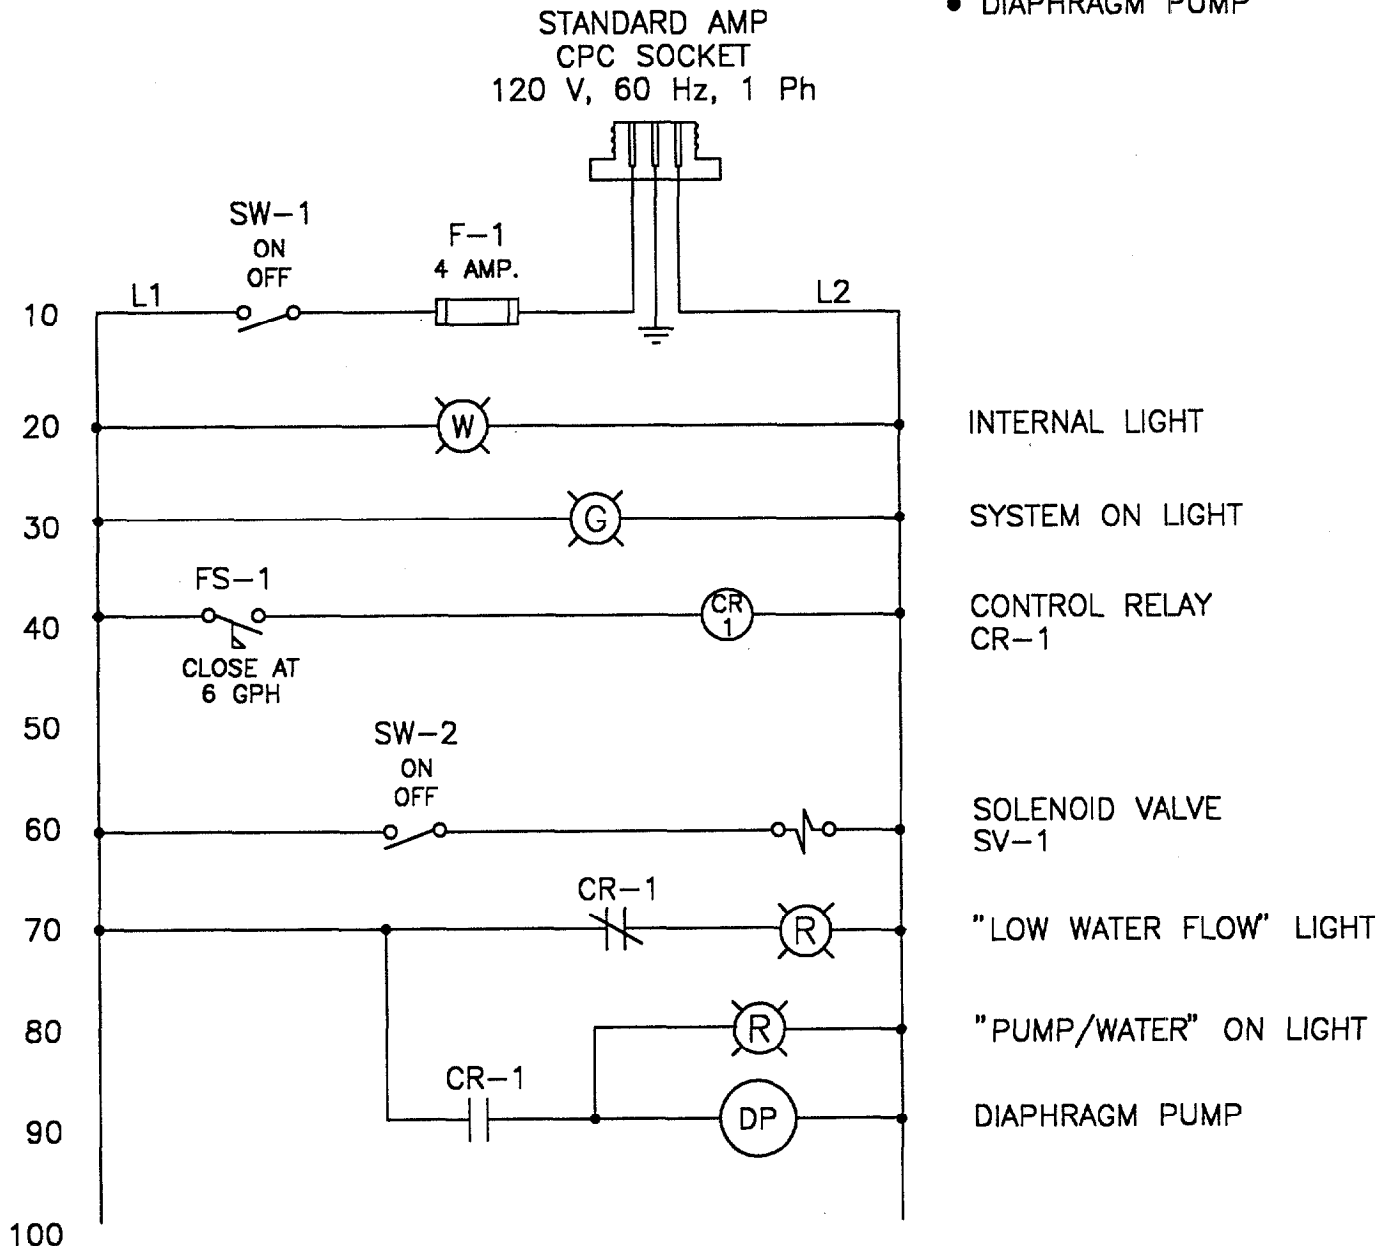 • DIAPHRAGM PUMP
STANDARD AMP
CPC SOCKET
120 V, 60 Hz, 1 Ph
SW-1
ON
OFF
F-1
4 AMP.
10
L1
L2
20
W
INTERNAL LIGHT
30
G
SYSTEM ON LIGHT
FS-1
40
CR
1
CONTROL RELAY
CR-1
CLOSE AT
6 GPH
50
SW-2
ON
OFF
60
SOLENOID VALVE
SV-1
CR-1
70
R
"LOW WATER FLOW" LIGHT
80
R
"PUMP/WATER" ON LIGHT
CR-1
90
DP
DIAPHRAGM PUMP
100